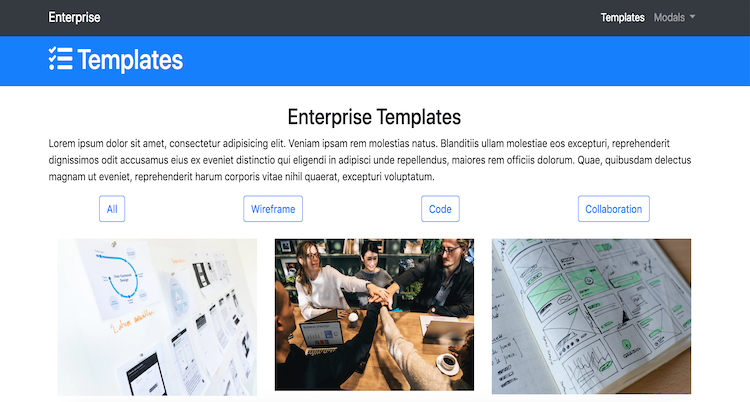 Enterprise
Templates Modals
Templates
Enterprise Templates
Lorem ipsum dolor sit amet, consectetur adipisicing elit. Veniam ipsam rem molestias natus. Blanditiis ullam molestiae eos excepturi, reprehenderit
dignissimos odit accusamus eius ex eveniet distinctio qui eligendi in adipisci unde repellendus, maiores rem officiis dolorum. Quae, quibusdam delectus
magnam ut eveniet, reprehenderit harum corporis vitae nihil quaerat, excepturi voluptatum.
All
Wireframe
Code
Collaboration